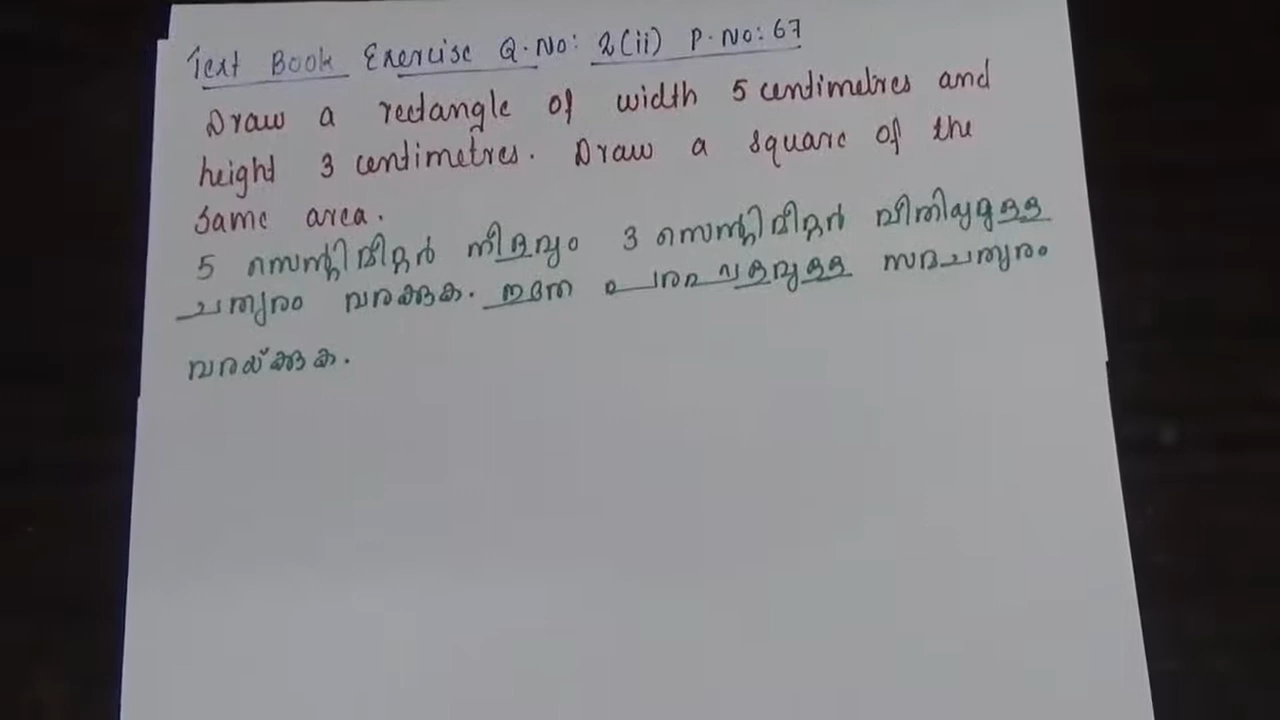 Text Book Exercise Q.No: 2(ii) P.No:67
Draw a rectangle of width 5 centimetres and
height 3 centimetres. Draw a square of the
same area.
5 സെന്റിമീറ്റർ നീളവും 3 സെന്റിമീറ്റർ വീതിയുമുള്ള
ചതുരം വരക്കുക. ഇതേ പരപ്പളവുള്ള സമചതുരം
വരയ്ക്കുക.